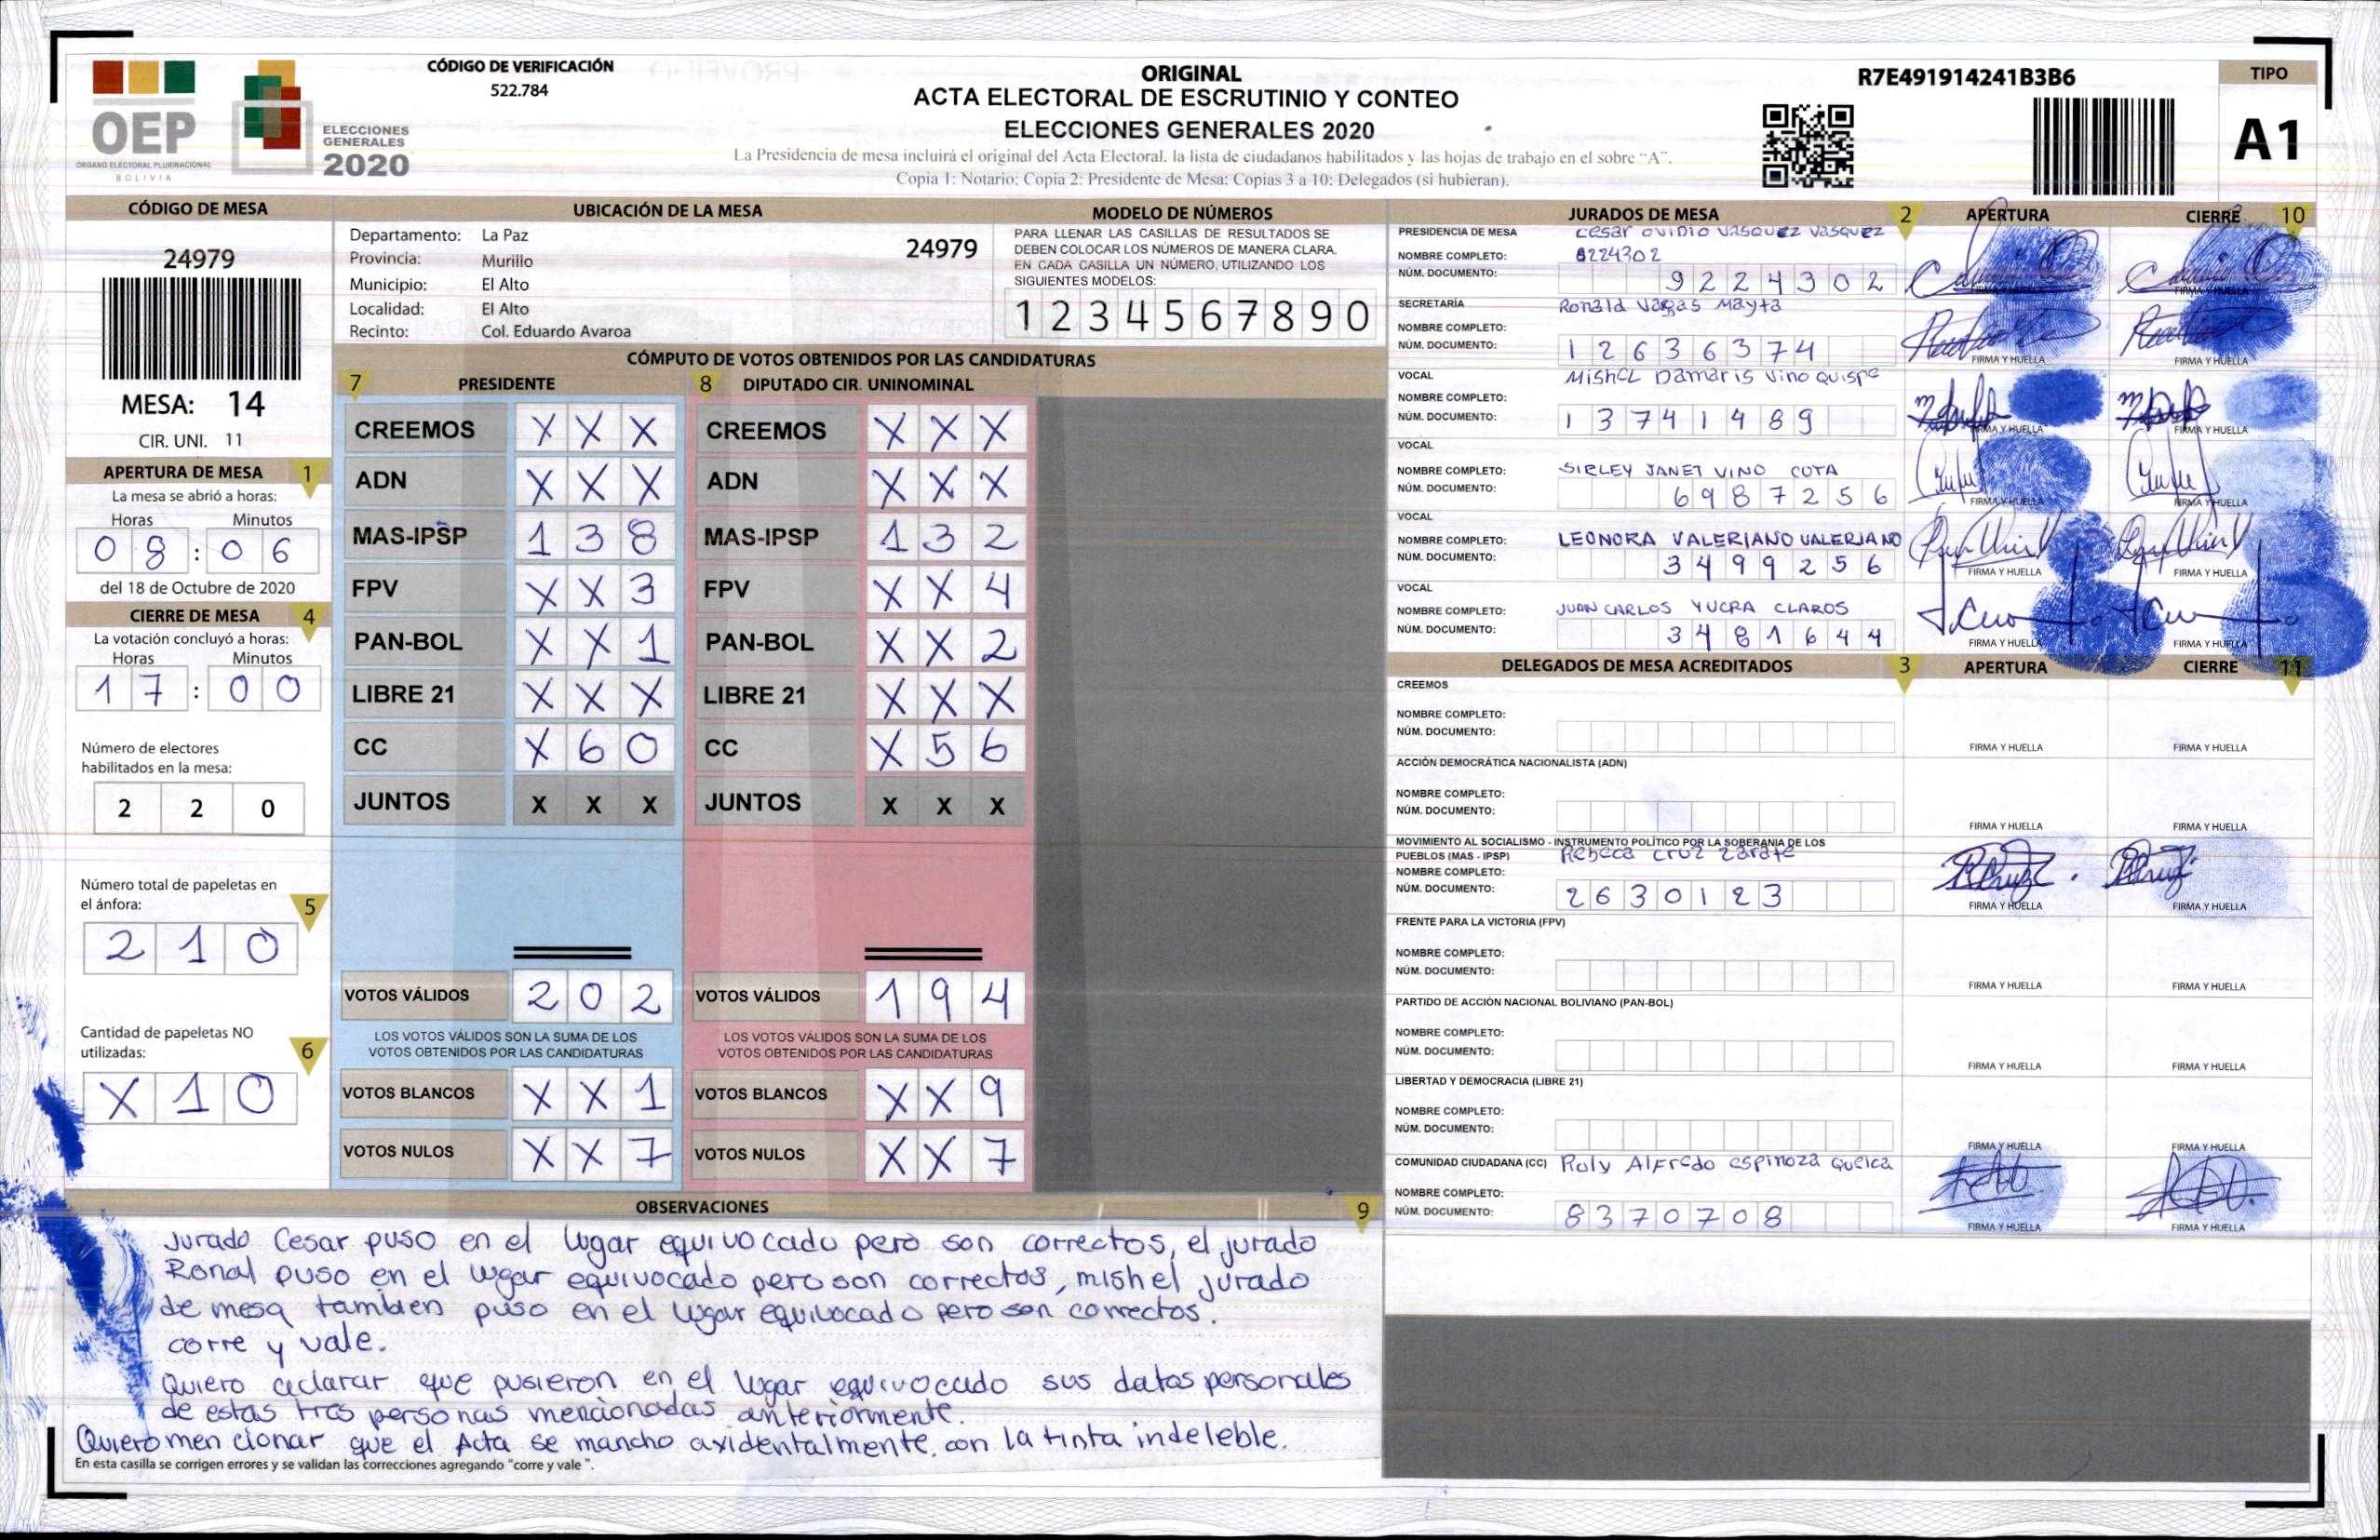 CÓDIGO DE VERIFICACIÓN
522.784
OEP
ORGANO ELECTORAL PLURINACIONAL
BOLIVIA
ELECCIONES
GENERALES
2020
ORIGINAL
ACTA ELECTORAL DE ESCRUTINIO Y CONTEO
ELECCIONES GENERALES 2020
La Presidencia de mesa incluirá el original del Acta Electoral, la lista de ciudadanos habilitados y las hojas de trabajo en el sobre "A".
Copia 1: Notario; Copia 2: Presidente de Mesa; Copias 3 a 10: Delegados (si hubieran).
R7E491914241B3B6
TIPO
A1
CÓDIGO DE MESA
24979
MESA: 14
CIR. UNI. 11
APERTURA DE MESA 1
La mesa se abrió a horas:
Horas Minutos
08 : 06
del 18 de Octubre de 2020
CIERRE DE MESA 4
La votación concluyó a horas:
Horas Minutos
17 : 00
Número de electores
habilitados en la mesa:
2 2 0
Número total de papeletas en
el ánfora: 5
2 1 0
Cantidad de papeletas NO
utilizadas: 6
X 1 0
UBICACIÓN DE LA MESA
Departamento: La Paz
24979
Provincia: Murillo
Municipio: El Alto
Localidad: El Alto
Recinto: Col. Eduardo Avaroa
MODELO DE NÚMEROS
PARA LLENAR LAS CASILLAS DE RESULTADOS SE
DEBEN COLOCAR LOS NÚMEROS DE MANERA CLARA.
EN CADA CASILLA UN NÚMERO, UTILIZANDO LOS
SIGUIENTES MODELOS:
1 2 3 4 5 6 7 8 9 0
CÓMPUTO DE VOTOS OBTENIDOS POR LAS CANDIDATURAS
7 PRESIDENTE 8 DIPUTADO CIR. UNINOMINAL
CREEMOS X X X CREEMOS X X X
ADN X X X ADN X X X
MAS-IPSP 1 3 8 MAS-IPSP 1 3 2
FPV X X 3 FPV X X 4
PAN-BOL X X 1 PAN-BOL X X 2
LIBRE 21 X X X LIBRE 21 X X X
CC X 6 0 CC X 5 6
JUNTOS X X X JUNTOS X X X
VOTOS VÁLIDOS 2 0 2 VOTOS VÁLIDOS 1 9 4
LOS VOTOS VÁLIDOS SON LA SUMA DE LOS LOS VOTOS VÁLIDOS SON LA SUMA DE LOS
VOTOS OBTENIDOS POR LAS CANDIDATURAS VOTOS OBTENIDOS POR LAS CANDIDATURAS
VOTOS BLANCOS X X 1 VOTOS BLANCOS X X 9
VOTOS NULOS X X 7 VOTOS NULOS X X 7
OBSERVACIONES 9
Jurado Cesar puso en el lugar equivocado pero son correctos, el jurado
Ronal puso en el lugar equivocado pero son correctos, mishel jurado
de mesa tambien puso en el lugar equivocado pero son correctos.
corre y vale.
Quiero aclarar que pusieron en el lugar equivocado sus datos personales
de estas tres personas mencionadas anteriormente.
Quiero mencionar que el Acta se mancho axidentalmente con la tinta indeleble.
En esta casilla se corrigen errores y se validan las correcciones agregando "corre y vale".
JURADOS DE MESA 2 APERTURA CIERRE 10
PRESIDENCIA DE MESA Cesar Ovidio Vasquez Vasquez
NOMBRE COMPLETO: 9224302
NÚM. DOCUMENTO: 9224302
FIRMA Y HUELLA FIRMA Y HUELLA
SECRETARÍA Ronald Vargas Mayta
NOMBRE COMPLETO:
NÚM. DOCUMENTO: 12636374
FIRMA Y HUELLA FIRMA Y HUELLA
VOCAL Mishel Damaris Vino Quispe
NOMBRE COMPLETO:
NÚM. DOCUMENTO: 13741489
FIRMA Y HUELLA FIRMA Y HUELLA
VOCAL
NOMBRE COMPLETO: SIRLEY JANET VINO COTA
NÚM. DOCUMENTO: 6987256
FIRMA Y HUELLA FIRMA Y HUELLA
VOCAL
NOMBRE COMPLETO: LEONORA VALERIANO VALERIANO
NÚM. DOCUMENTO: 3499256
FIRMA Y HUELLA FIRMA Y HUELLA
VOCAL
NOMBRE COMPLETO: JUAN CARLOS YUCRA CLAROS
NÚM. DOCUMENTO: 3481644
FIRMA Y HUELLA FIRMA Y HUELLA
DELEGADOS DE MESA ACREDITADOS 3 APERTURA CIERRE 11
CREEMOS
NOMBRE COMPLETO:
NÚM. DOCUMENTO:
FIRMA Y HUELLA FIRMA Y HUELLA
ACCIÓN DEMOCRÁTICA NACIONALISTA (ADN)
NOMBRE COMPLETO:
NÚM. DOCUMENTO:
FIRMA Y HUELLA FIRMA Y HUELLA
MOVIMIENTO AL SOCIALISMO - INSTRUMENTO POLÍTICO POR LA SOBERANIA DE LOS
PUEBLOS (MAS - IPSP) Rebeca Cruz Zarate
NOMBRE COMPLETO:
NÚM. DOCUMENTO: 2630123
FIRMA Y HUELLA FIRMA Y HUELLA
FRENTE PARA LA VICTORIA (FPV)
NOMBRE COMPLETO:
NÚM. DOCUMENTO:
FIRMA Y HUELLA FIRMA Y HUELLA
PARTIDO DE ACCIÓN NACIONAL BOLIVIANO (PAN-BOL)
NOMBRE COMPLETO:
NÚM. DOCUMENTO:
FIRMA Y HUELLA FIRMA Y HUELLA
LIBERTAD Y DEMOCRACIA (LIBRE 21)
NOMBRE COMPLETO:
NÚM. DOCUMENTO:
FIRMA Y HUELLA FIRMA Y HUELLA
COMUNIDAD CIUDADANA (CC) Roly Alfredo Espinoza Quelca
NOMBRE COMPLETO:
NÚM. DOCUMENTO: 8370708
FIRMA Y HUELLA FIRMA Y HUELLA